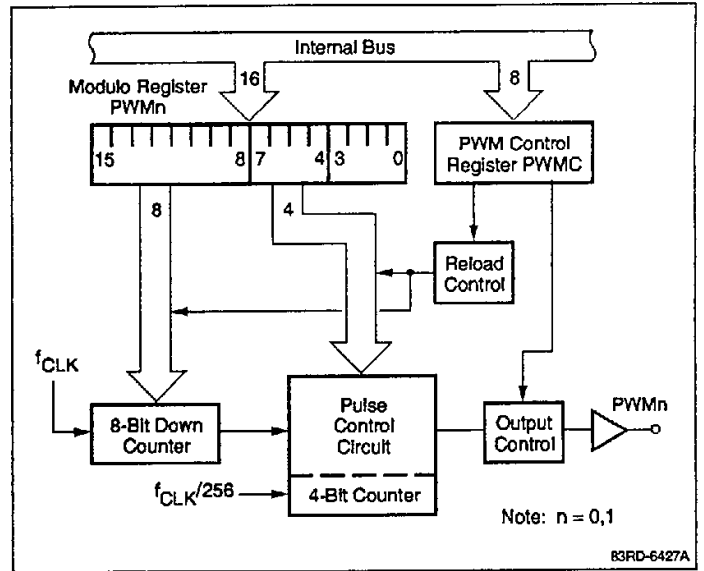 Internal Bus
Modulo Register
PWMn
16
8
15
8
7
4
3
0
PWM Control
Register PWMC
8
4
Reload
Control
fCLK
8-Bit Down
Counter
Pulse
Control
Circuit
Output
Control
PWMn
fCLK/256
4-Bit Counter
Note: n = 0,1
83RD-6427A